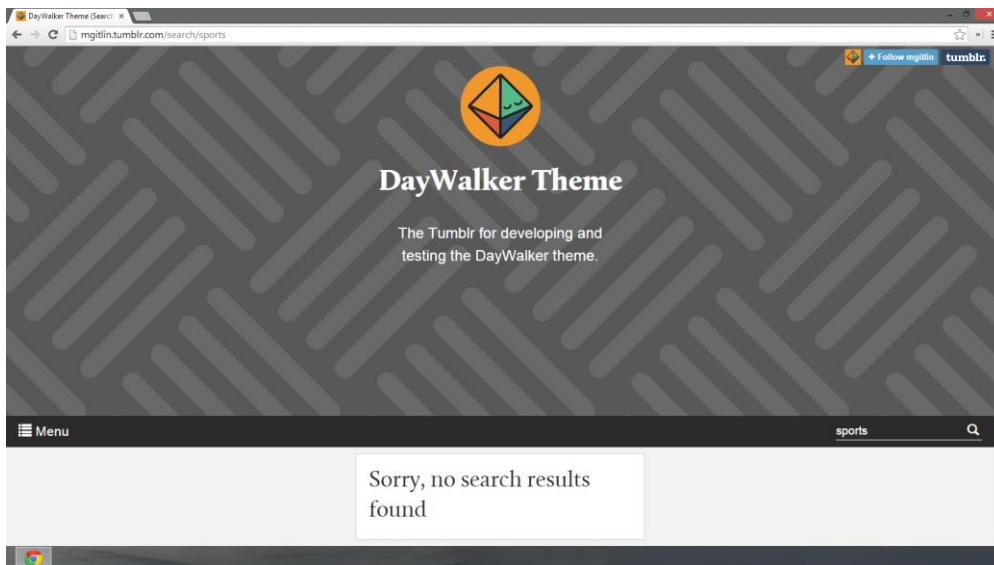 DayWalker Theme (Search
mgitlin.tumblr.com/search/sports
+ Follow mgitlin
tumblr.
DayWalker Theme
The Tumblr for developing and
testing the DayWalker theme.
Menu
sports
Sorry, no search results
found